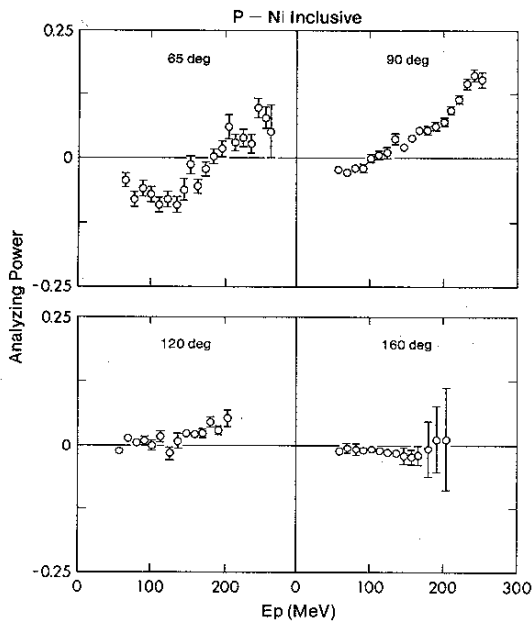 P – Ni Inclusive
0.25
65 deg
90 deg
0
-0.25
Analyzing Power
0.25
120 deg
160 deg
0
-0.25
0 100 200 0 100 200 300
Ep (MeV)